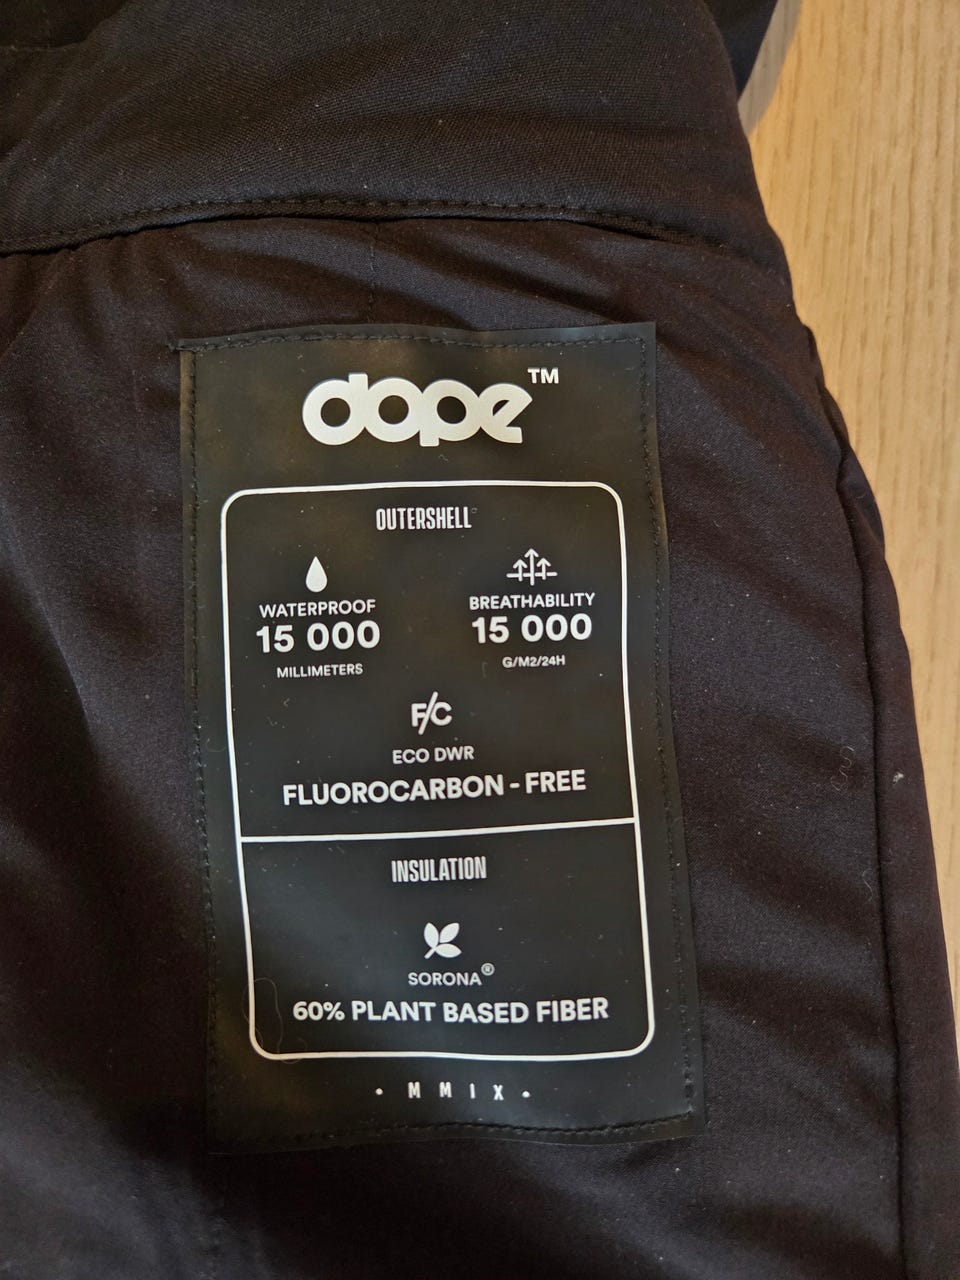 dope™
OUTERSHELL
WATERPROOF
15 000
MILLIMETERS
BREATHABILITY
15 000
G/M2/24H
F/C
ECO DWR
FLUOROCARBON - FREE
INSULATION
SORONA®
60% PLANT BASED FIBER
• M M I X •